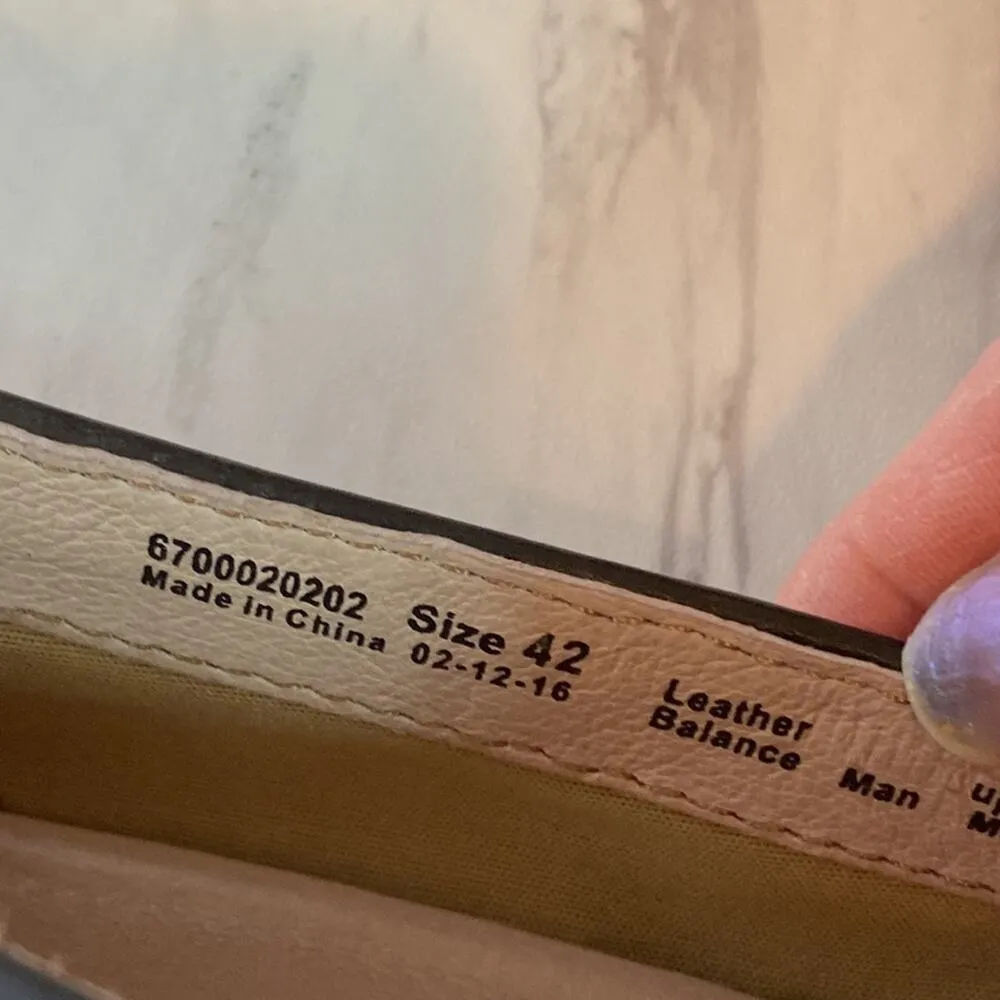 6700020202 Size 42
Made in China 02-12-16
Leather
Balance Man